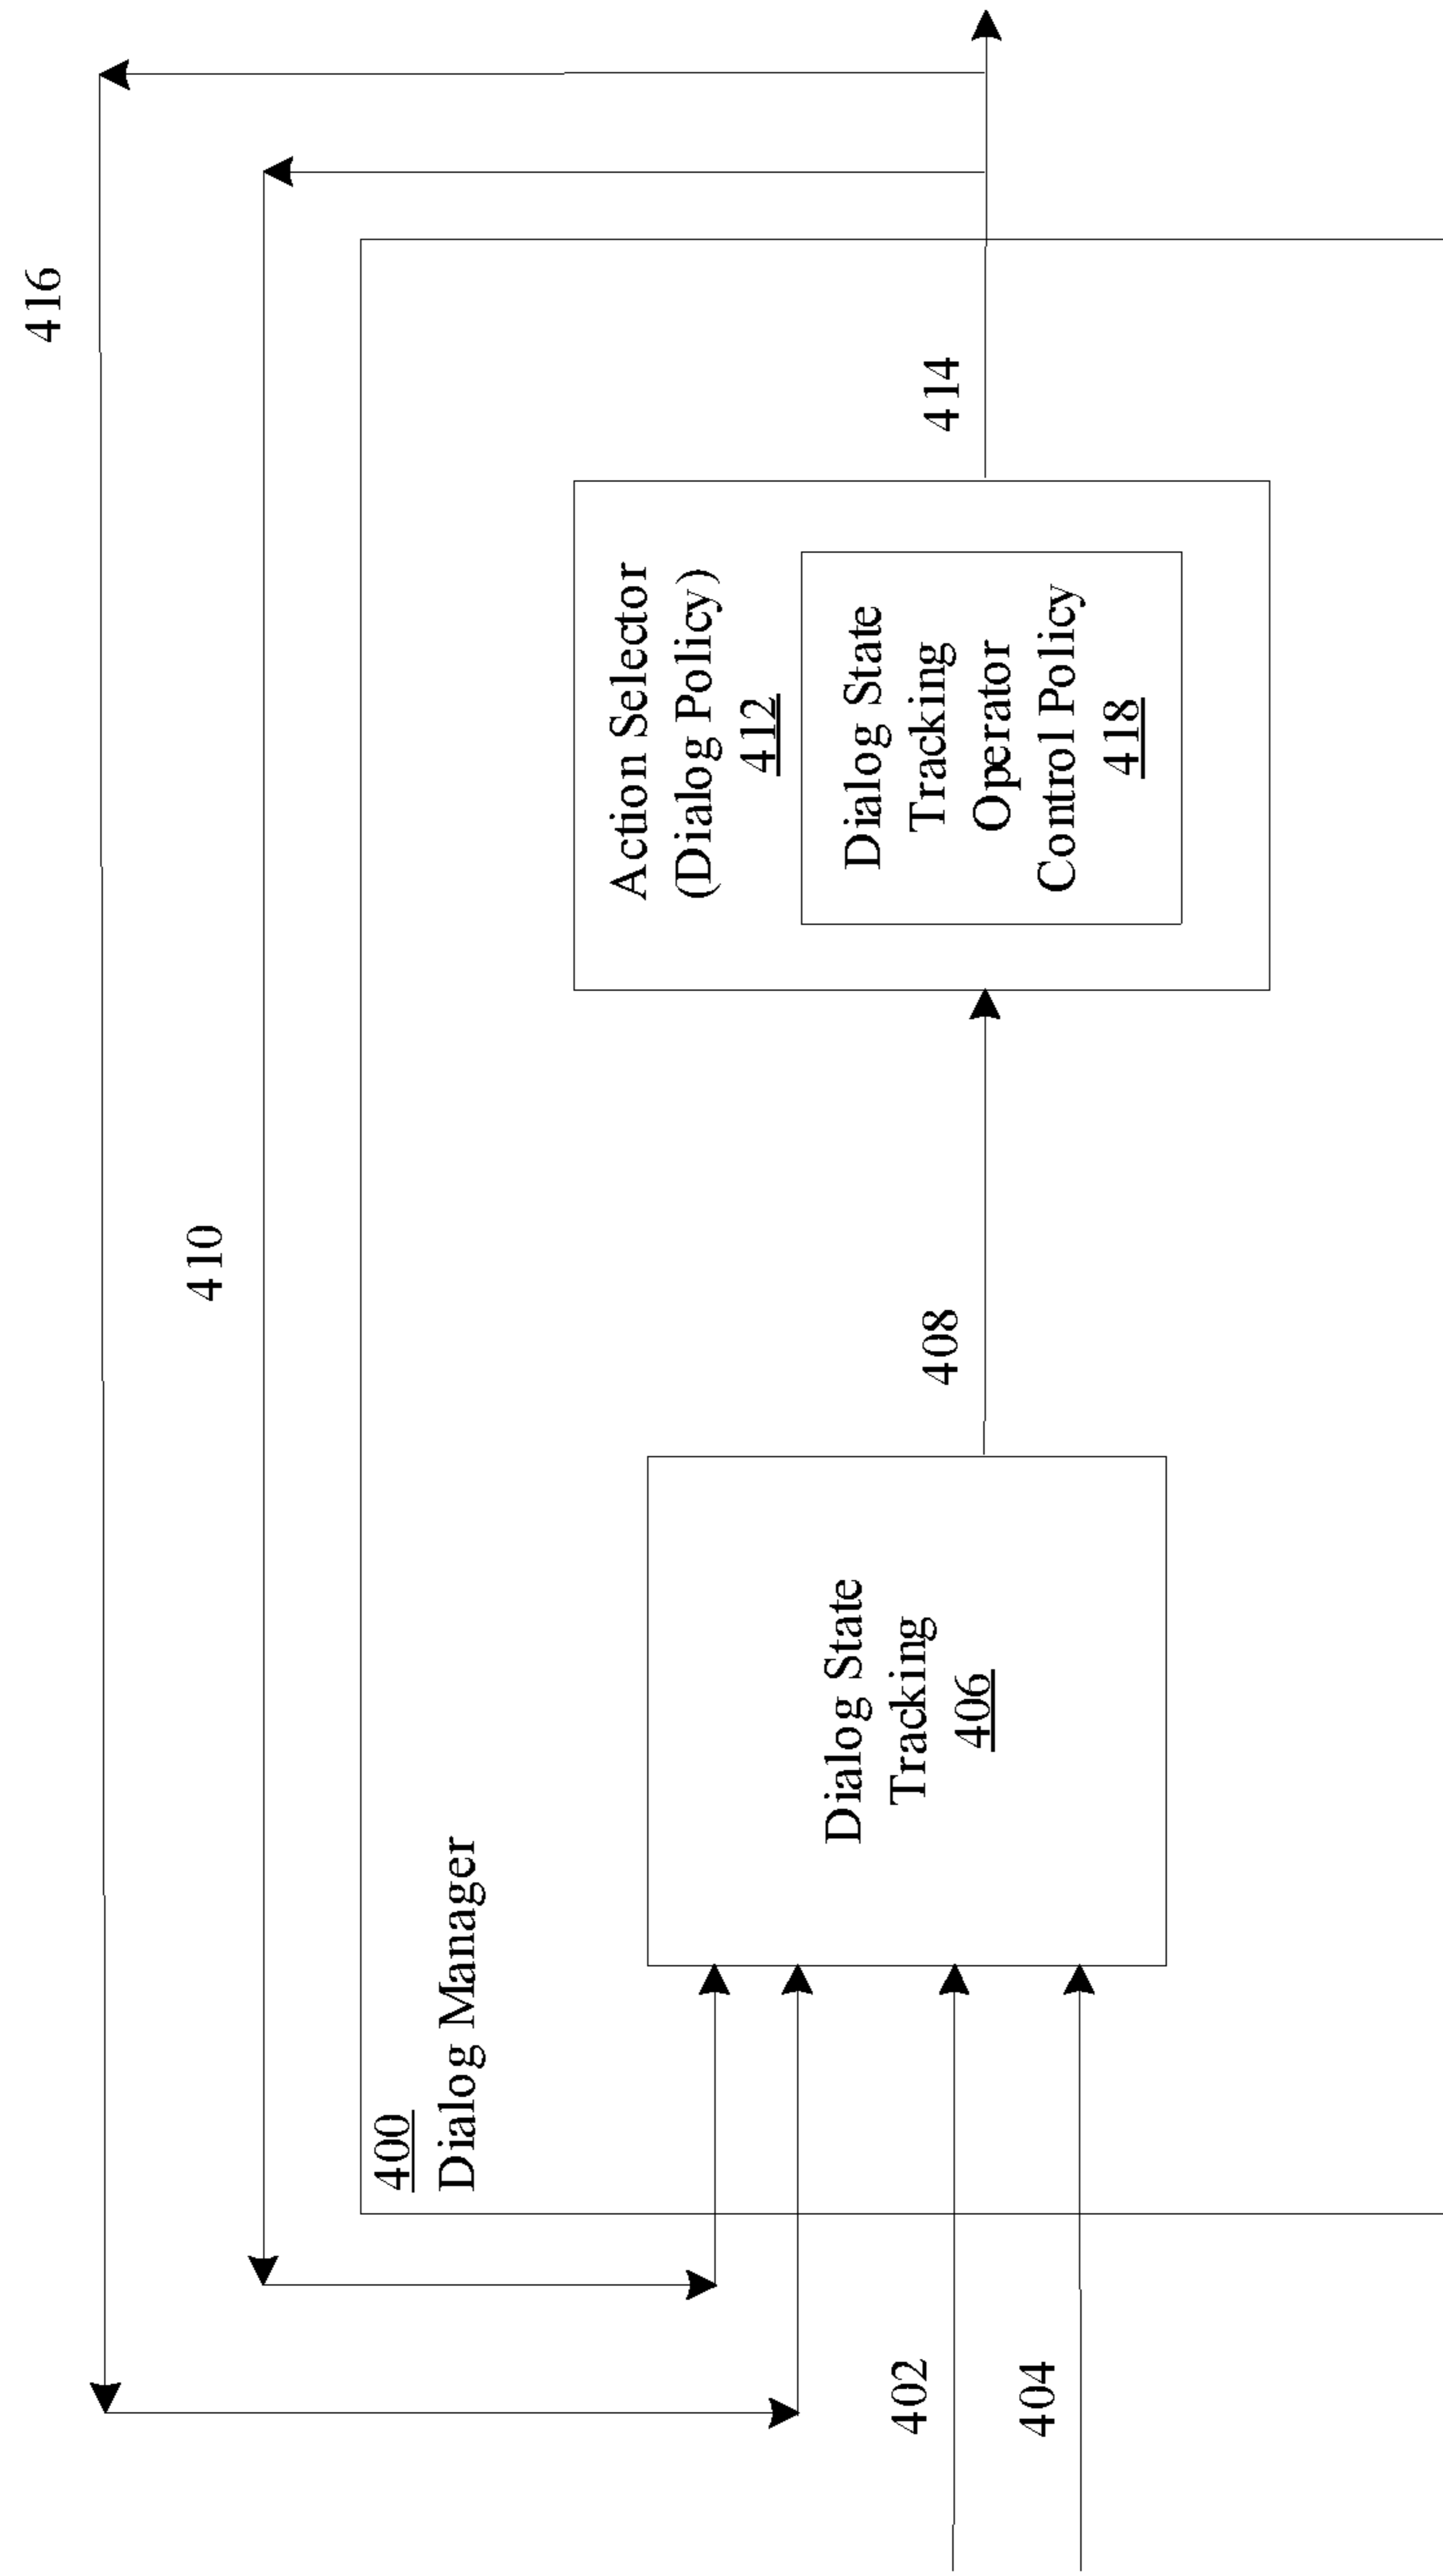 416
410
400
Dialog Manager
Action Selector
(Dialog Policy)
412
Dialog State
Tracking
Operator
Control Policy
418
Dialog State
Tracking
406
408
414
402
404